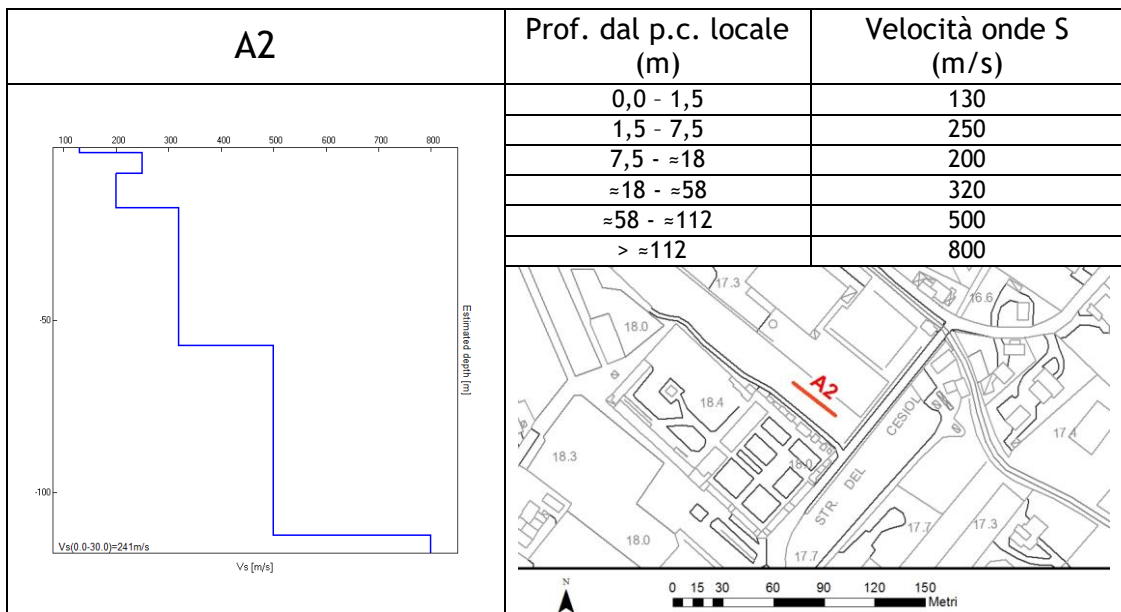 A2
Prof. dal p.c. locale
(m)
Velocità onde S
(m/s)
0,0 – 1,5 130
1,5 – 7,5 250
7,5 - ≈18 200
≈18 - ≈58 320
≈58 - ≈112 500
> ≈112 800
100 200 300 400 500 600 700 800
-50
-100
Estimated depth [m]
Vs(0.0-30.0)=241m/s
Vs [m/s]
17.3
16.6
18.0
A2
18.4
CESIOL
17.4
18.3
18.0
STR. DEL
17.7
17.3
18.0
17.7
N
0 15 30 60 90 120 150
Metri